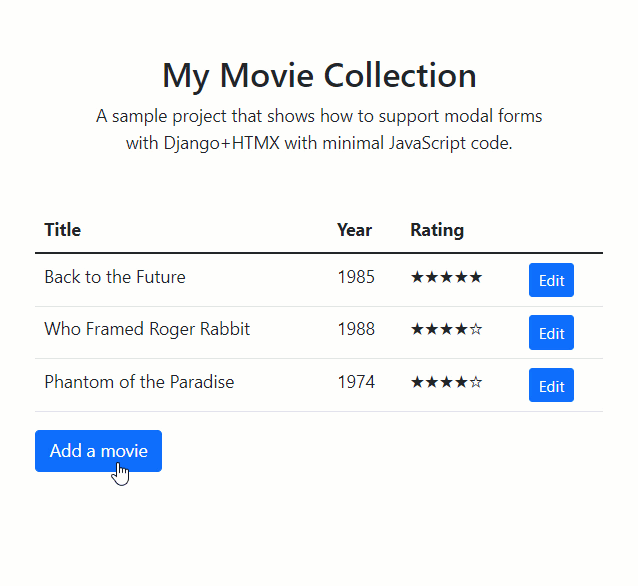 My Movie Collection
A sample project that shows how to support modal forms
with Django+HTMX with minimal JavaScript code.
Title Year Rating
Back to the Future 1985 ★★★★★ Edit
Who Framed Roger Rabbit 1988 ★★★★☆ Edit
Phantom of the Paradise 1974 ★★★★☆ Edit
Add a movie